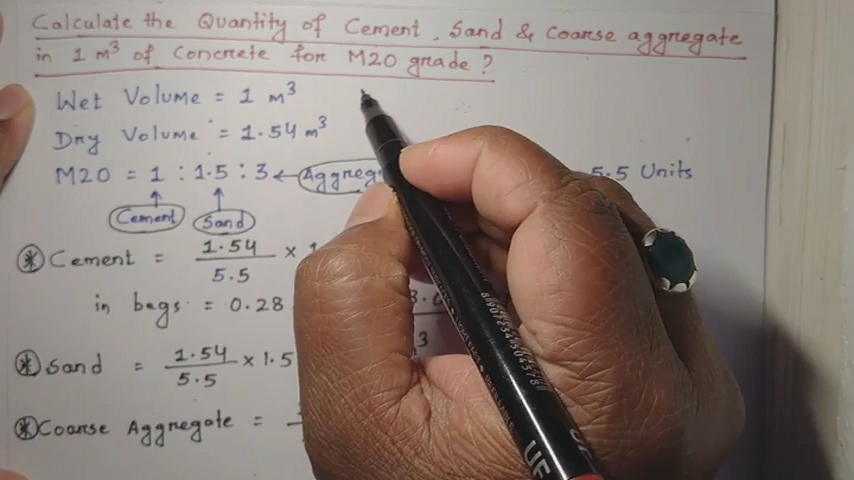 Calculate the Quantity of Cement, Sand & Coarse aggregate
in 1 m³ of Concrete for M20 grade?
Wet Volume = 1 m³
Dry Volume = 1.54 m³
M20 = 1 : 1.5 : 3 ← 5.5 Units
Cement Sand
* Cement = 1.54/5.5 ×
in bags = 0.28
* Sand = 1.54/5.5 × 1.5
* Coarse Aggregate =